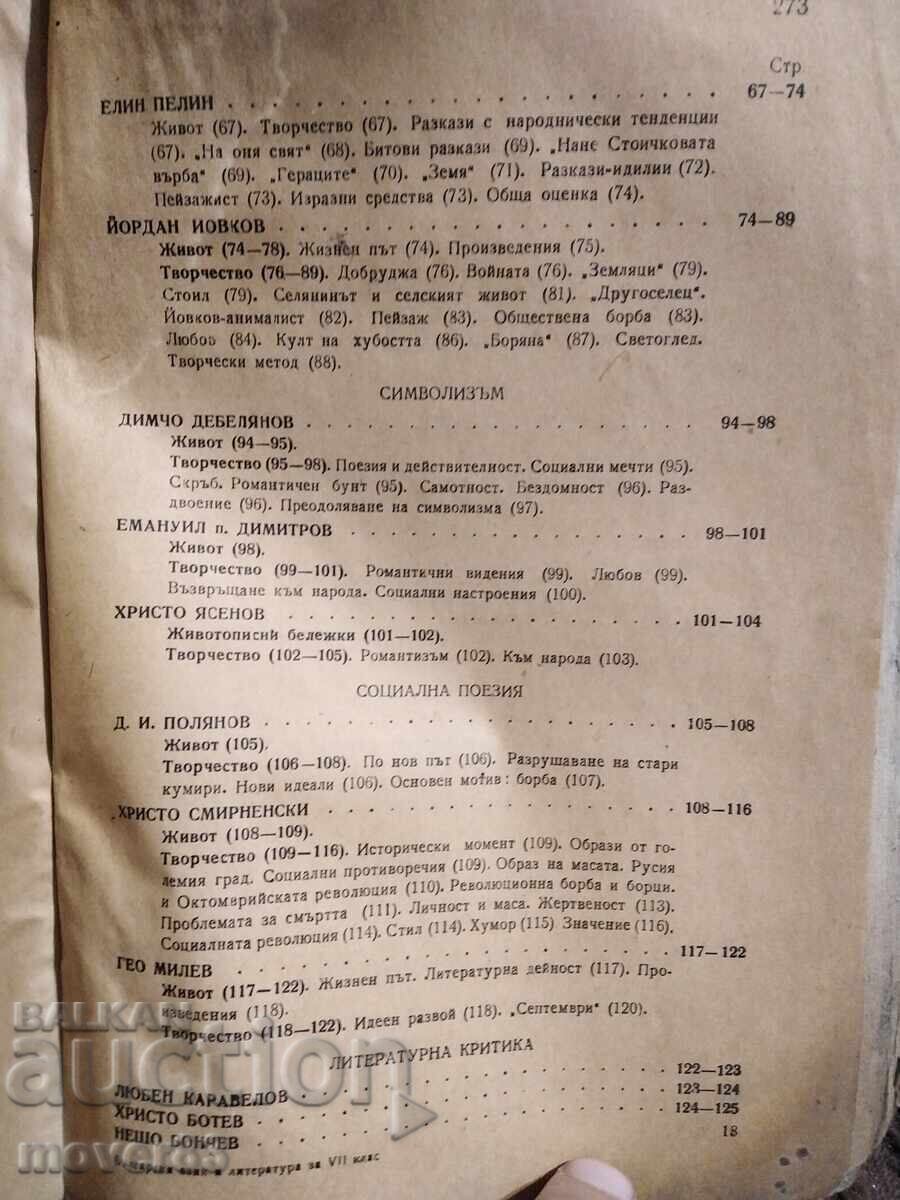 273
Стр
ЕЛИН ПЕЛИН . . . . . . . . . . . . . . . . . . . 67—74
Живот (67). Творчество (67). Разкази с народнически тенденции
(67). „На оня свят“ (68). Битови разкази (69). „Нане Стоичковата
върба“ (69). „Гераците“ (70). „Земя“ (71). Разкази-идилии (72).
Пейзажист (73). Изразни средства (73). Обща оценка (74).
ЙОРДАН ЙОВКОВ . . . . . . . . . . . . . . . . . 74—89
Живот (74—78). Жизнен път (74). Произведения (75).
Творчество (76—89). Добруджа (76). Войната (76). „Земляци“ (79).
Стоил (79). Селянинът и селският живот (81). „Другоселец“.
Йовков-анималист (82). Пейзаж (83). Обществена борба (83).
Любов (84). Култ на хубостта (86). „Боряна“ (87). Светоглед.
Творчески метод (88).
СИМВОЛИЗЪМ
ДИМЧО ДЕБЕЛЯНОВ . . . . . . . . . . . . . . . . 94—98
Живот (94—95).
Творчество (95—98). Поезия и действителност. Социални мечти (95).
Скръб. Романтичен бунт (95). Самотност. Бездомност (96). Раз-
двоение (96). Преодоляване на символизма (97).
ЕМАНУИЛ п. ДИМИТРОВ . . . . . . . . . . . . . . 98—101
Живот (98).
Творчество (99—101). Романтични видения (99). Любов (99).
Възвръщане към народа. Социални настроения (100).
ХРИСТО ЯСЕНОВ . . . . . . . . . . . . . . . . . 101—104
Животописни бележки (101—102).
Творчество (102—105). Романтизъм (102). Към народа (103).
СОЦИАЛНА ПОЕЗИЯ
Д. И. ПОЛЯНОВ . . . . . . . . . . . . . . . . . 105—108
Живот (105).
Творчество (106—108). По нов път (106). Разрушаване на стари
кумири. Нови идеали (106). Основен мотив: борба (107).
ХРИСТО СМИРНЕНСКИ . . . . . . . . . . . . . . . 108—116
Живот (108—109).
Творчество (109—116). Исторически момент (109). Образи от го-
лемия град. Социални противоречия (109). Образ на масата. Русия
и Октомврийската революция (110). Революционна борба и борци.
Проблемата за смъртта (111). Личност и маса. Жертвеност (113).
Социалната революция (114). Стил (114). Хумор (115) Значение (116).
ГЕО МИЛЕВ . . . . . . . . . . . . . . . . . . . 117—122
Живот (117—122). Жизнен път. Литературна дейност (117). Про-
изведения (118).
Творчество (118—122). Идеен развой (118). „Септември“ (120).
ЛИТЕРАТУРНА КРИТИКА
ЛЮБЕН КАРАВЕЛОВ . . . . . . . . . . . . . . . . 122—123
ХРИСТО БОТЕВ . . . . . . . . . . . . . . . . . . 123—124
НЕШО БОНЧЕВ . . . . . . . . . . . . . . . . . . 124—125
език и литература за VII клас
18
BALKAN
auction